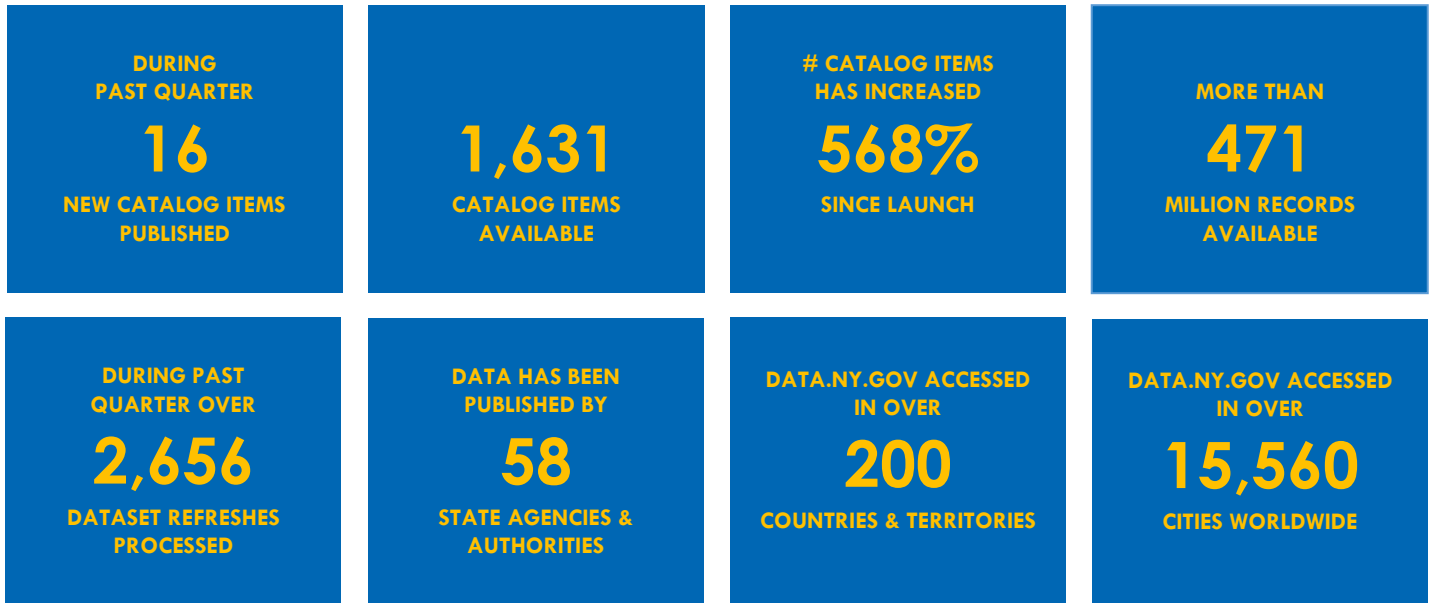 DURING
PAST QUARTER
16
NEW CATALOG ITEMS
PUBLISHED
1,631
CATALOG ITEMS
AVAILABLE
# CATALOG ITEMS
HAS INCREASED
568%
SINCE LAUNCH
MORE THAN
471
MILLION RECORDS
AVAILABLE
DURING PAST
QUARTER OVER
2,656
DATASET REFRESHES
PROCESSED
DATA HAS BEEN
PUBLISHED BY
58
STATE AGENCIES &
AUTHORITIES
DATA.NY.GOV ACCESSED
IN OVER
200
COUNTRIES & TERRITORIES
DATA.NY.GOV ACCESSED
IN OVER
15,560
CITIES WORLDWIDE